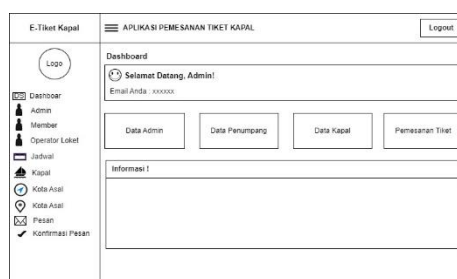 E-Tiket Kapal
APLIKASI PEMESANAN TIKET KAPAL
Logout
Logo
DS Dashboar
Admin
Member
Operator Loket
Jadwal
Kapal
Kota Asal
Kota Asal
Pesan
Konfirmasi Pesan
Dashboard
Selamat Datang, Admin!
Email Anda : xxxxxx
Data Admin
Data Penumpang
Data Kapal
Pemesanan Tiket
Informasi !